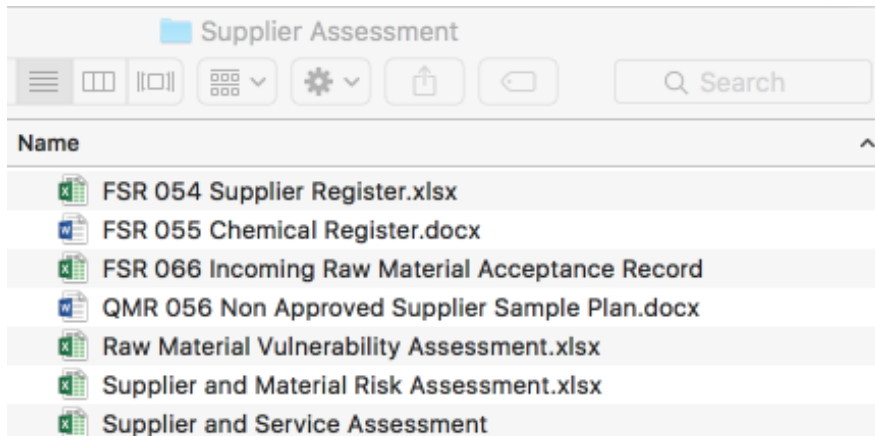 Supplier Assessment
Search
Name
FSR 054 Supplier Register.xlsx
FSR 055 Chemical Register.docx
FSR 066 Incoming Raw Material Acceptance Record
QMR 056 Non Approved Supplier Sample Plan.docx
Raw Material Vulnerability Assessment.xlsx
Supplier and Material Risk Assessment.xlsx
Supplier and Service Assessment